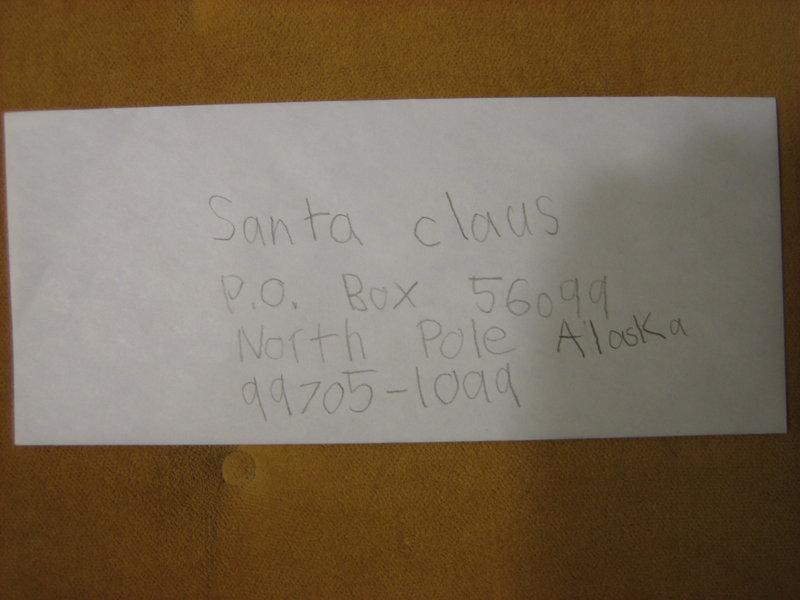 Santa claus
P.O. Box 56099
North Pole Alaska
99705-1099